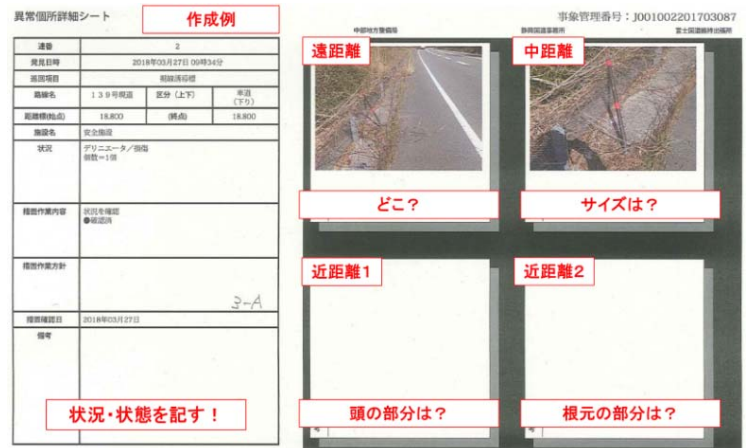 異常個所詳細シート
作成例
事象管理番号：J001002201703087
中部地方整備局
静岡国道事務所
富士国道維持出張所
連番
2
発見日時
2018年03月27日 09時34分
巡回項目
視線誘導標
路線名
139号現道
区分（上下）
車道
（下り）
距離標(始点)
18.800
(終点)
18.800
施設名
安全施設
状況
デリニエータ／損傷
個数＝1個
措置作業内容
状況を確認
●確認済
措置作業方針
3-A
措置確認日
2018年03月27日
備考
状況・状態を記す！
遠距離
どこ？
中距離
サイズは？
近距離1
頭の部分は？
近距離2
根元の部分は？